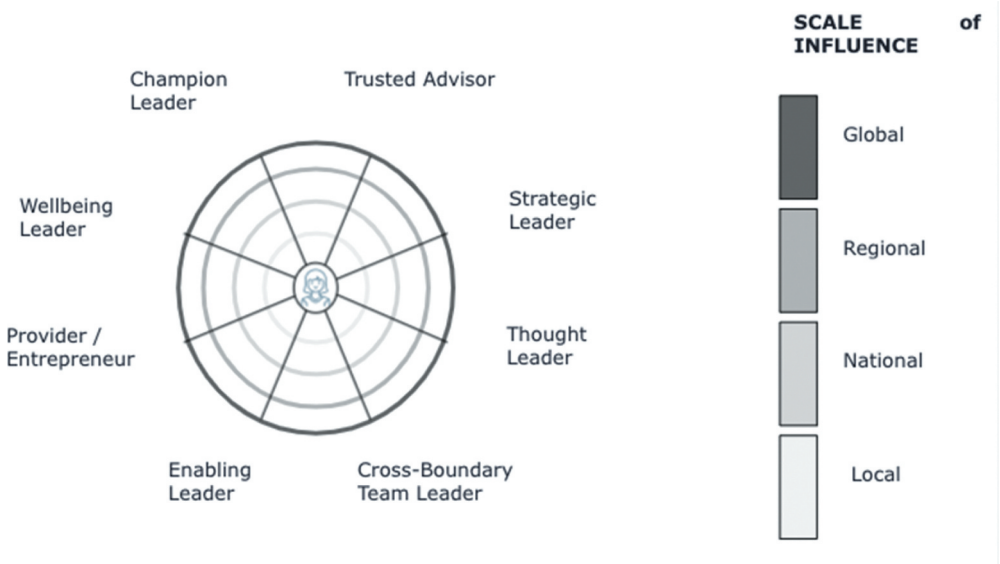 SCALE of
INFLUENCE
Champion
Leader
Trusted Advisor
Global
Wellbeing
Leader
Strategic
Leader
Regional
Provider /
Entrepreneur
Thought
Leader
National
Enabling
Leader
Cross-Boundary
Team Leader
Local